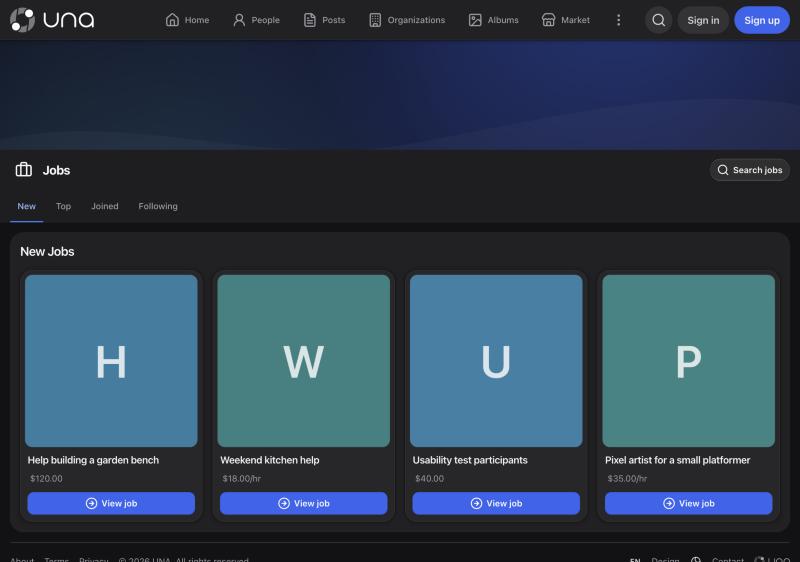 UNA
Home People Posts Organizations Albums Market Sign in Sign up
Jobs
Search jobs
New Top Joined Following
New Jobs
H W U P
Help building a garden bench
$120.00
View job
Weekend kitchen help
$18.00/hr
View job
Usability test participants
$40.00
View job
Pixel artist for a small platformer
$35.00/hr
View job
About Terms Privacy © 2026 UNA. All rights reserved. EN Design Contact